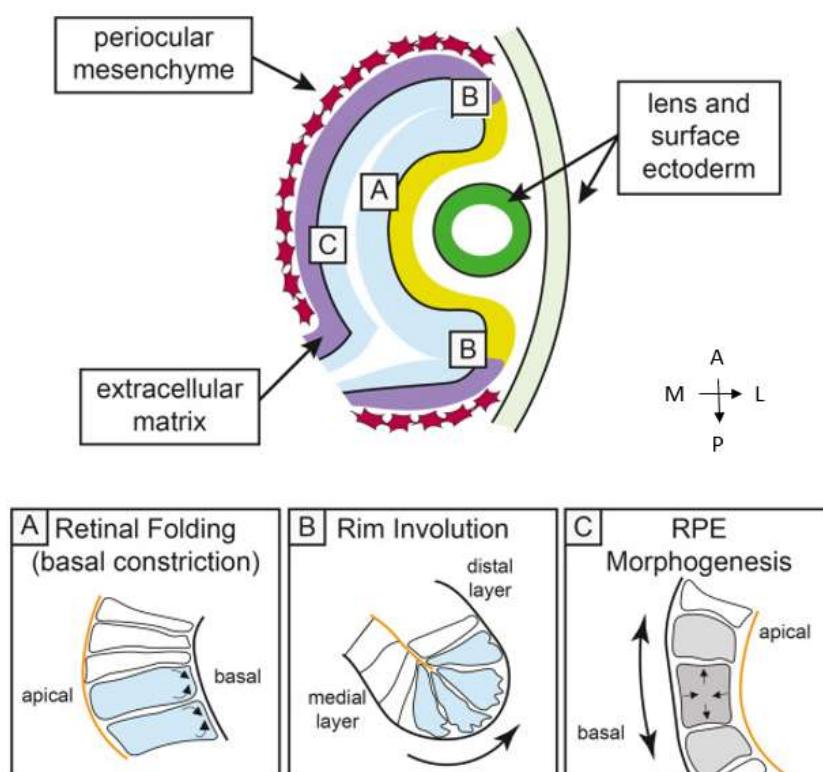 periocular
mesenchyme
lens and
surface
ectoderm
B
A
C
B
extracellular
matrix
A
M L
P
A Retinal Folding
(basal constriction)
apical
basal
B Rim Involution
distal
layer
medial
layer
C RPE
Morphogenesis
apical
basal